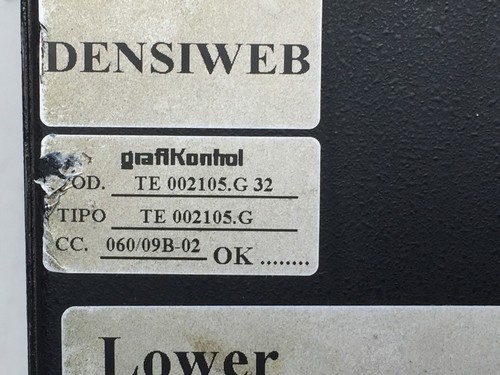 DENSIWEB
grafiKontrol
OD. TE 002105.G 32
TIPO TE 002105.G
CC. 060/09B-02 OK ........
Lower